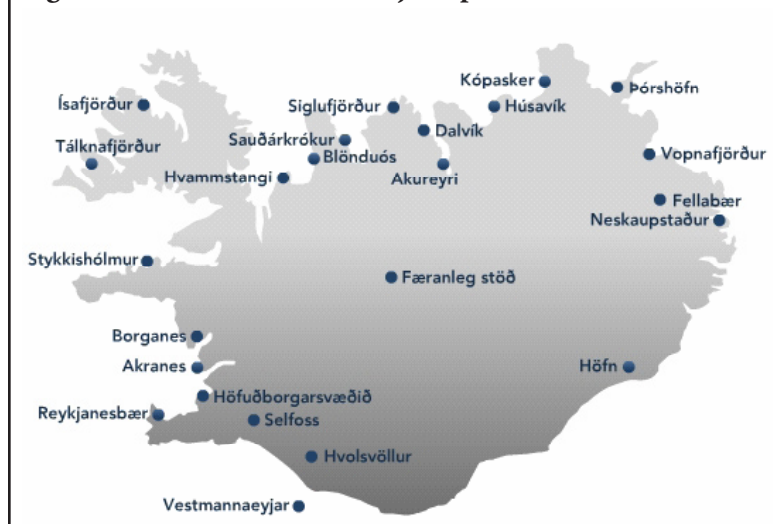 Kópasker
Þórshöfn
Ísafjörður
Siglufjörður
Húsavík
Dalvík
Sauðárkrókur
Tálknafjörður
Blönduós
Vopnafjörður
Hvammstangi
Akureyri
Fellabær
Neskaupstaður
Stykkishólmur
Færanleg stöð
Borganes
Akranes
Höfn
Höfuðborgarsvæðið
Reykjanesbær
Selfoss
Hvolsvöllur
Vestmannaeyjar